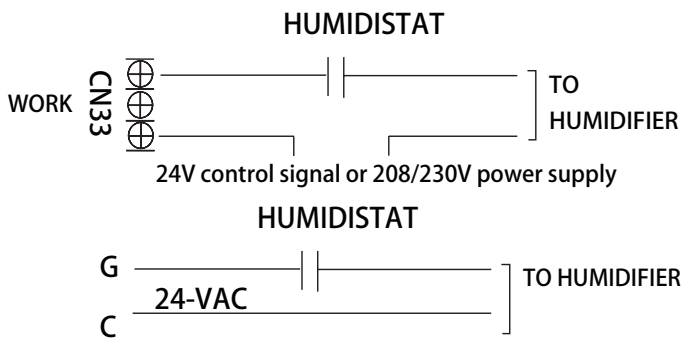 HUMIDISTAT
WORK
CN33
TO
HUMIDIFIER
24V control signal or 208/230V power supply
HUMIDISTAT
G
TO HUMIDIFIER
24-VAC
C